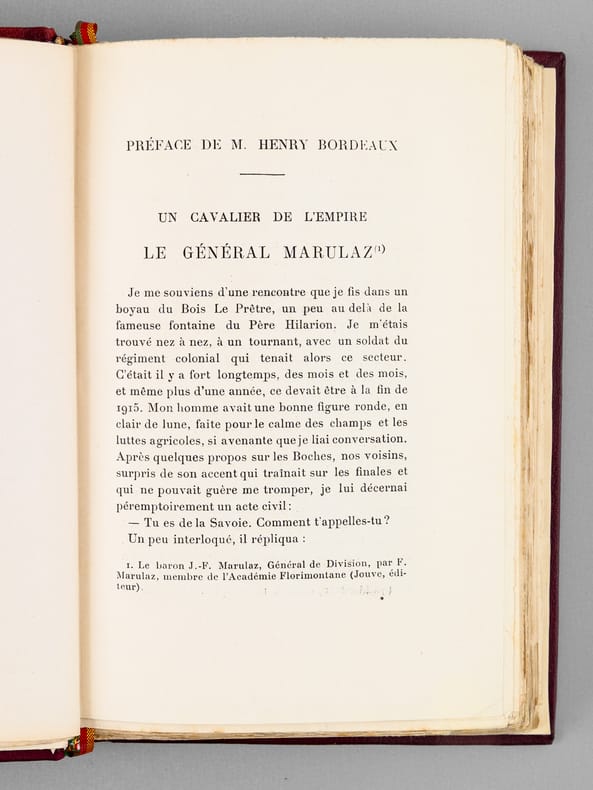 PRÉFACE DE M. HENRY BORDEAUX
UN CAVALIER DE L'EMPIRE
LE GÉNÉRAL MARULAZ(1)
Je me souviens d'une rencontre que je fis dans un
boyau du Bois Le Prêtre, un peu au delà de la
fameuse fontaine du Père Hilarion. Je m'étais
trouvé nez à nez, à un tournant, avec un soldat du
régiment colonial qui tenait alors ce secteur.
C'était il y a fort longtemps, des mois et des mois,
et même plus d'une année, ce devait être à la fin de
1915. Mon homme avait une bonne figure ronde, en
clair de lune, faite pour le calme des champs et les
luttes agricoles, si avenante que je liai conversation.
Après quelques propos sur les Boches, nos voisins,
surpris de son accent qui traînait sur les finales et
qui ne pouvait guère me tromper, je lui décernai
péremptoirement un acte civil :
— Tu es de la Savoie. Comment t'appelles-tu ?
Un peu interloqué, il répliqua :
1. Le baron J.-F. Marulaz, Général de Division, par F.
Marulaz, membre de l'Académie Florimontane (Jouve, édi-
teur).